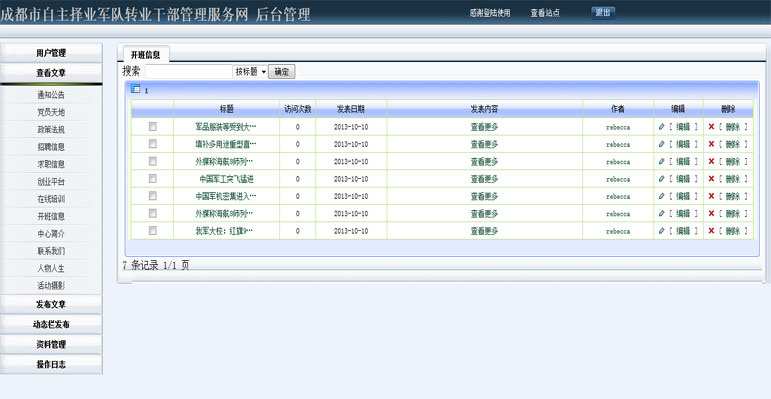 成都市自主择业军队转业干部管理服务网 后台管理
感谢登陆使用 查看站点 退出
用户管理
查看文章
通知公告
党员天地
政策法规
招聘信息
求职信息
创业平台
在线培训
开班信息
中心简介
联系我们
人物人生
活动摄影
发布文章
动态栏发布
资料管理
操作日志
开班信息
搜索 按标题 确定
1
标题 访问次数 发表日期 发表内容 作者 编辑 删除
军品服装等受到大… 0 2013-10-10 查看更多 rebecca [ 编辑 ] [ 删除 ]
填补多用途重型直… 0 2013-10-10 查看更多 rebecca [ 编辑 ] [ 删除 ]
外媒称海航 0 2013-10-10 查看更多 rebecca [ 编辑 ] [ 删除 ]
中国军工突飞猛进 0 2013-10-10 查看更多 rebecca [ 编辑 ] [ 删除 ]
中国军机密集进入… 0 2013-10-10 查看更多 rebecca [ 编辑 ] [ 删除 ]
外媒称海航 0 2013-10-10 查看更多 rebecca [ 编辑 ] [ 删除 ]
我军大校：红旗9… 0 2013-10-10 查看更多 rebecca [ 编辑 ] [ 删除 ]
7 条记录 1/1 页